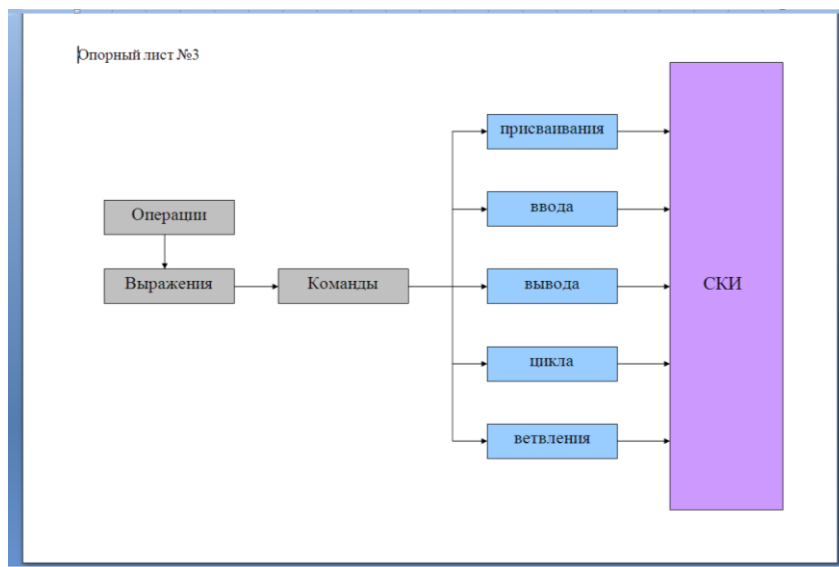 Опорный лист №3
присваивания
ввода
Операции
Выражения
Команды
вывода
СКИ
цикла
ветвления